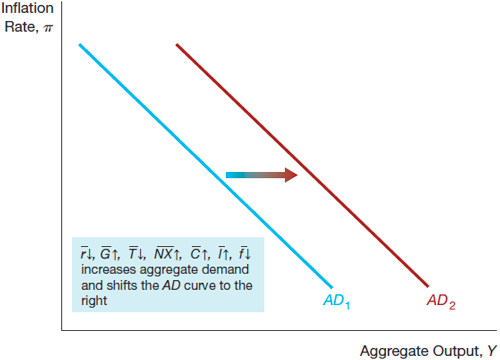 Inflation
Rate, π
r̅↓, G̅↑, T̅↓, N̅X̅↑, C̅↑, I̅↑, f̅↓
increases aggregate demand
and shifts the AD curve to the
right
AD₁
AD₂
Aggregate Output, Y